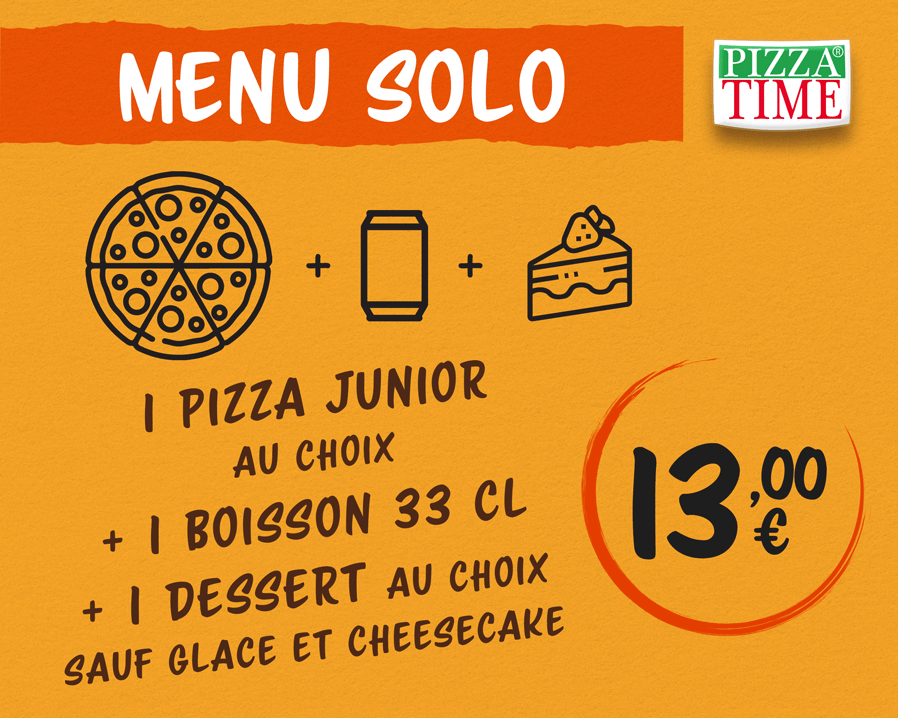 MENU SOLO
PIZZA®
TIME
+ +
1 PIZZA JUNIOR
AU CHOIX
+ 1 BOISSON 33 CL
+ 1 DESSERT AU CHOIX
SAUF GLACE ET CHEESECAKE
13,00
€